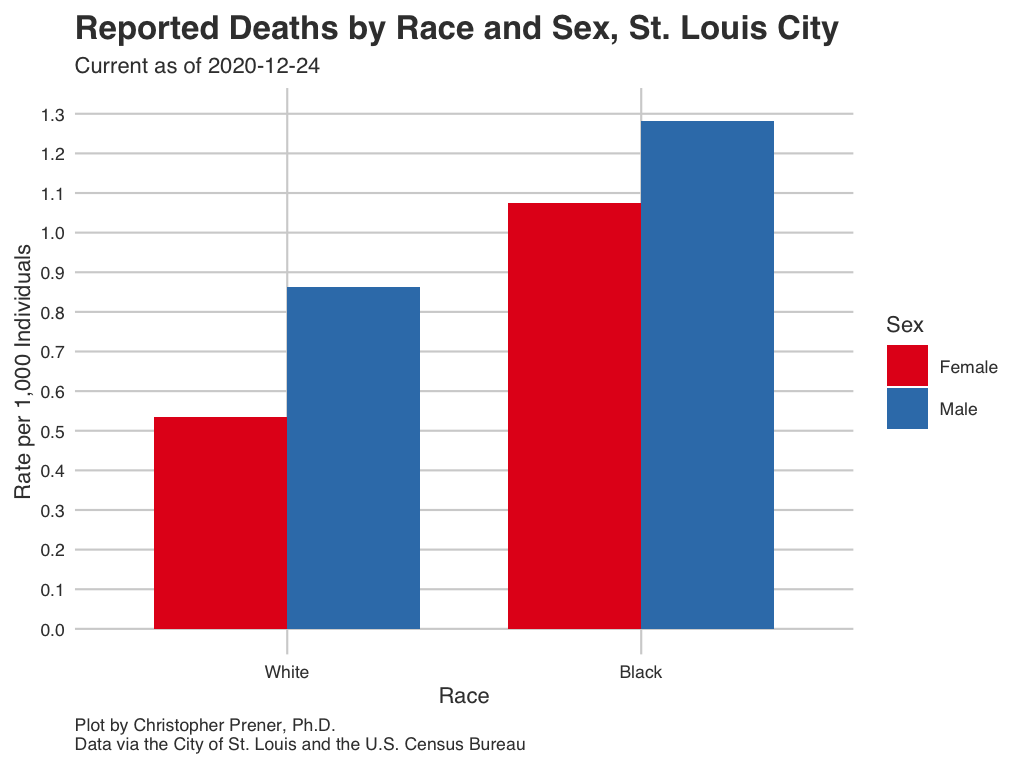 Reported Deaths by Race and Sex, St. Louis City
Current as of 2020-12-24
Rate per 1,000 Individuals
1.3
1.2
1.1
1.0
0.9
0.8
0.7
0.6
0.5
0.4
0.3
0.2
0.1
0.0
White
Black
Race
Sex
Female
Male
Plot by Christopher Prener, Ph.D.
Data via the City of St. Louis and the U.S. Census Bureau